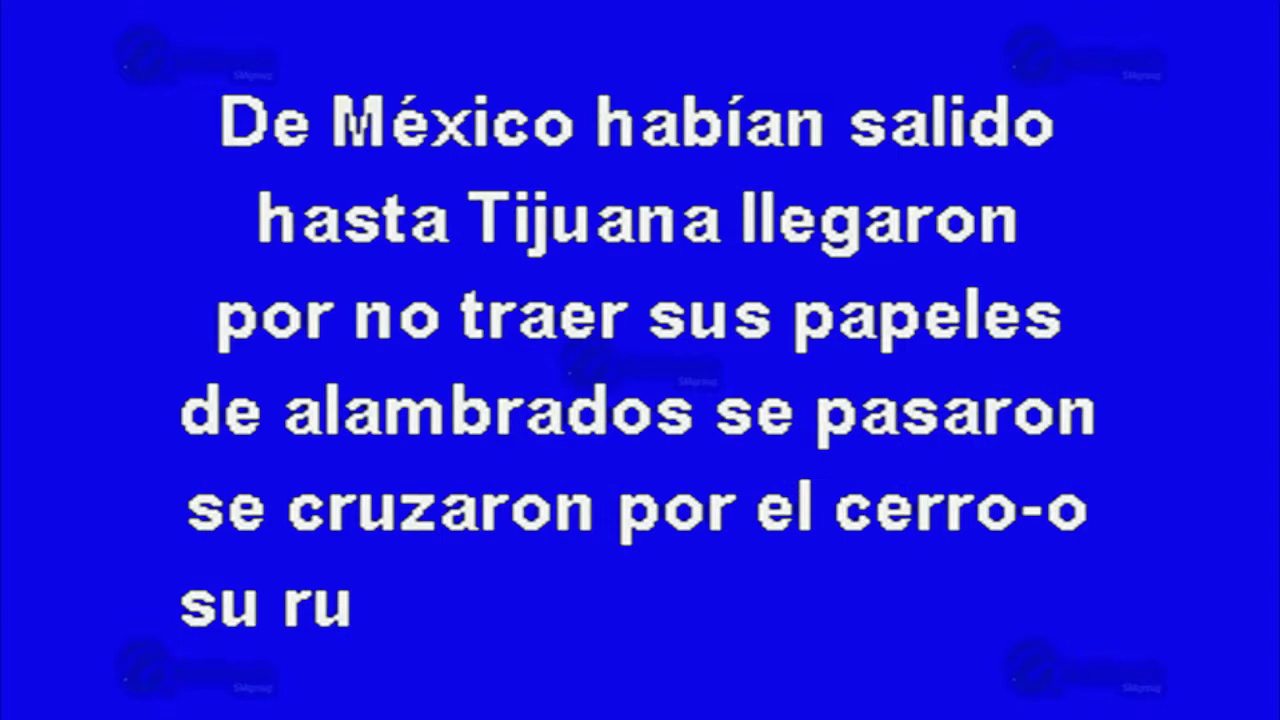 De México habían salido
hasta Tijuana llegaron
por no traer sus papeles
de alambrados se pasaron
se cruzaron por el cerro-o
su ru